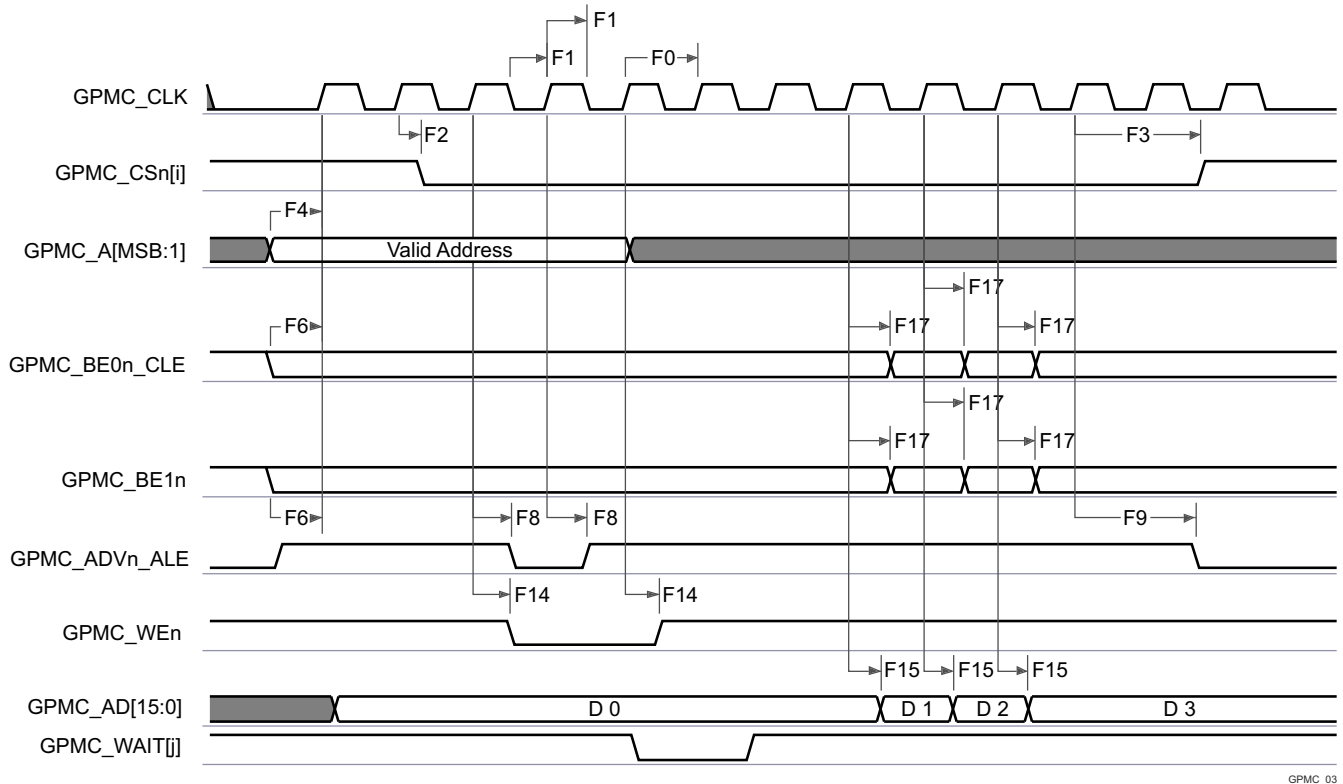 F1
F1
F0
GPMC_CLK
F2
F3
GPMC_CSn[i]
F4
GPMC_A[MSB:1]
Valid Address
F17
F6
F17
F17
GPMC_BE0n_CLE
F17
F17
F17
GPMC_BE1n
F6
F8
F8
F9
GPMC_ADVn_ALE
F14
F14
GPMC_WEn
F15
F15
F15
GPMC_AD[15:0]
D 0
D 1
D 2
D 3
GPMC_WAIT[j]
GPMC_03